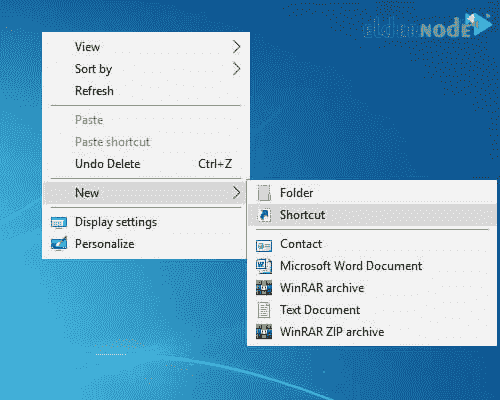 eldernode
View
Sort by
Refresh
Paste
Paste shortcut
Undo Delete Ctrl+Z
New
Display settings
Personalize
Folder
Shortcut
Contact
Microsoft Word Document
WinRAR archive
Text Document
WinRAR ZIP archive